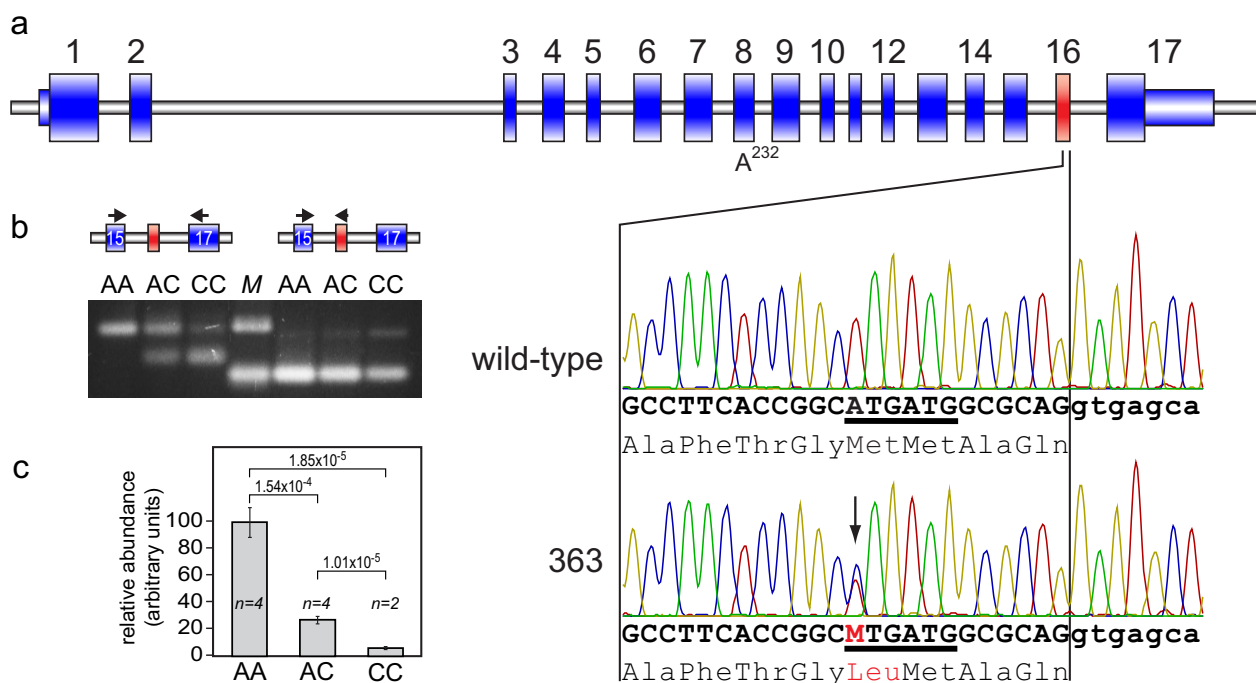 a
1 2 3 4 5 6 7 8 9 10 12 14 16 17
A232
b
15 17 15 17
AA AC CC M AA AC CC
wild-type
GCCTTCACCGGCATGATGGCGCAGgtgagca
AlaPheThrGlyMetMetAlaGln
363
GCCTTCACCGGCMTGATGGCGCAGgtgagca
AlaPheThrGlyLeuMetAlaGln
c
relative abundance
(arbitrary units)
100
80
60
40
20
0
1.85x10-5
1.54x10-4
1.01x10-5
n=4 n=4 n=2
AA AC CC